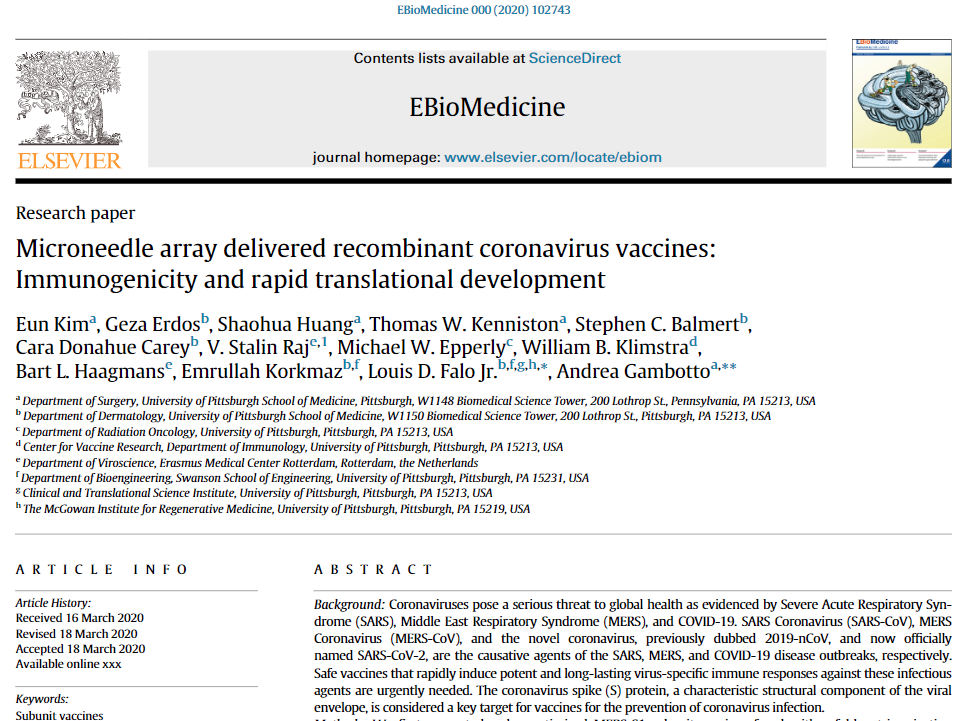 EBioMedicine 000 (2020) 102743
Contents lists available at ScienceDirect
EBioMedicine
journal homepage: www.elsevier.com/locate/ebiom
ELSEVIER
EBioMedicine
Research paper
Microneedle array delivered recombinant coronavirus vaccines:
Immunogenicity and rapid translational development
Eun Kimᵃ, Geza Erdosᵇ, Shaohua Huangᵃ, Thomas W. Kennistonᵃ, Stephen C. Balmertᵇ,
Cara Donahue Careyᵇ, V. Stalin Rajᵉ,¹, Michael W. Epperlyᶜ, William B. Klimstraᵈ,
Bart L. Haagmansᵉ, Emrullah Korkmazᵇ,ᶠ, Louis D. Falo Jr.ᵇ,ᶠ,ᵍ,ʰ,*, Andrea Gambottoᵃ,**
ᵃ Department of Surgery, University of Pittsburgh School of Medicine, Pittsburgh, W1148 Biomedical Science Tower, 200 Lothrop St., Pennsylvania, PA 15213, USA
ᵇ Department of Dermatology, University of Pittsburgh School of Medicine, W1150 Biomedical Science Tower, 200 Lothrop St., Pittsburgh, PA 15213, USA
ᶜ Department of Radiation Oncology, University of Pittsburgh, Pittsburgh, PA 15213, USA
ᵈ Center for Vaccine Research, Department of Immunology, University of Pittsburgh, Pittsburgh, PA 15213, USA
ᵉ Department of Viroscience, Erasmus Medical Center Rotterdam, Rotterdam, the Netherlands
ᶠ Department of Bioengineering, Swanson School of Engineering, University of Pittsburgh, Pittsburgh, PA 15231, USA
ᵍ Clinical and Translational Science Institute, University of Pittsburgh, Pittsburgh, PA 15213, USA
ʰ The McGowan Institute for Regenerative Medicine, University of Pittsburgh, Pittsburgh, PA 15219, USA
ARTICLE INFO
Article History:
Received 16 March 2020
Revised 18 March 2020
Accepted 18 March 2020
Available online xxx
Keywords:
Subunit vaccines
ABSTRACT
Background: Coronaviruses pose a serious threat to global health as evidenced by Severe Acute Respiratory Syn-
drome (SARS), Middle East Respiratory Syndrome (MERS), and COVID-19. SARS Coronavirus (SARS-CoV), MERS
Coronavirus (MERS-CoV), and the novel coronavirus, previously dubbed 2019-nCoV, and now officially
named SARS-CoV-2, are the causative agents of the SARS, MERS, and COVID-19 disease outbreaks, respectively.
Safe vaccines that rapidly induce potent and long-lasting virus-specific immune responses against these infectious
agents are urgently needed. The coronavirus spike (S) protein, a characteristic structural component of the viral
envelope, is considered a key target for vaccines for the prevention of coronavirus infection.